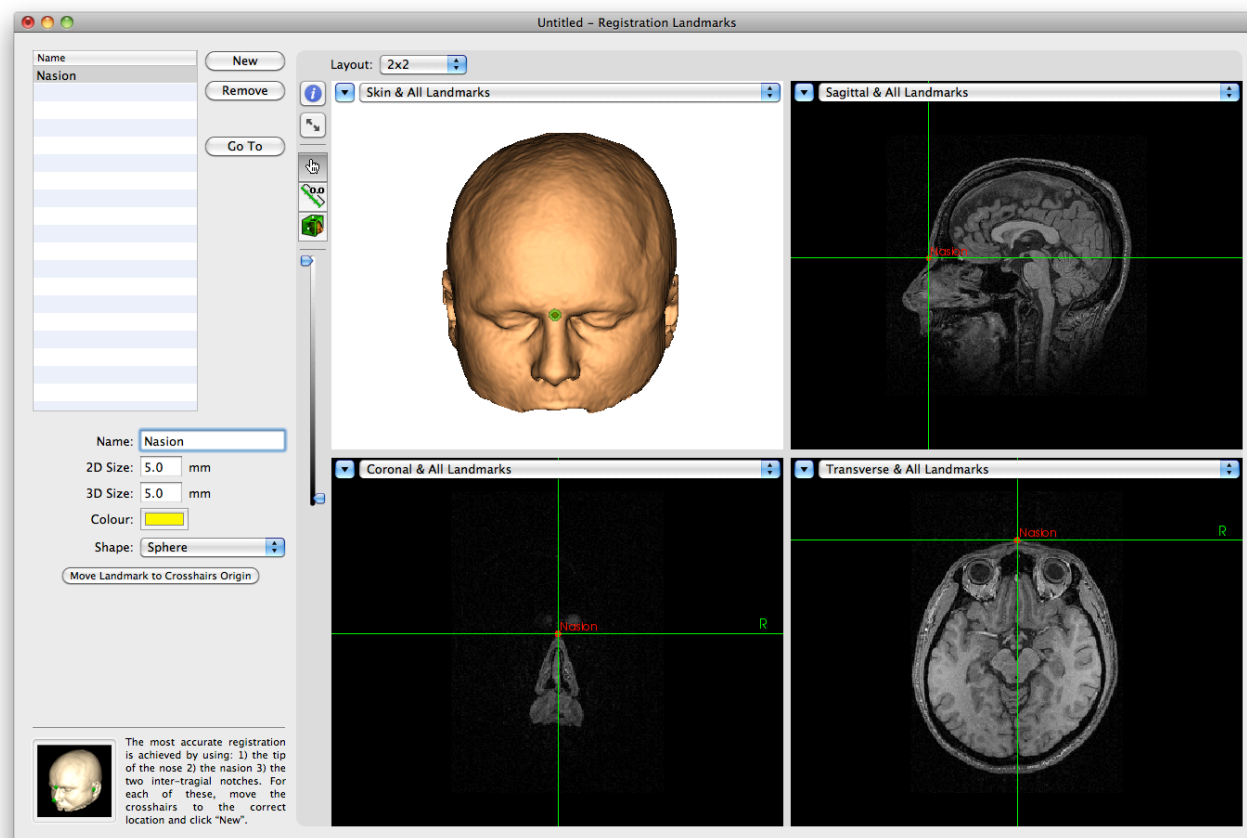 Untitled – Registration Landmarks
Name
Nasion
New
Remove
Go To
Layout: 2x2
0.0
Skin & All Landmarks
Sagittal & All Landmarks
Nasion
Name: Nasion
2D Size: 5.0 mm
3D Size: 5.0 mm
Colour:
Shape: Sphere
Move Landmark to Crosshairs Origin
Coronal & All Landmarks
Nasion
R
Transverse & All Landmarks
Nasion
R
The most accurate registration
is achieved by using: 1) the tip
of the nose 2) the nasion 3) the
two inter-tragial notches. For
each of these, move the
crosshairs to the correct
location and click “New”.